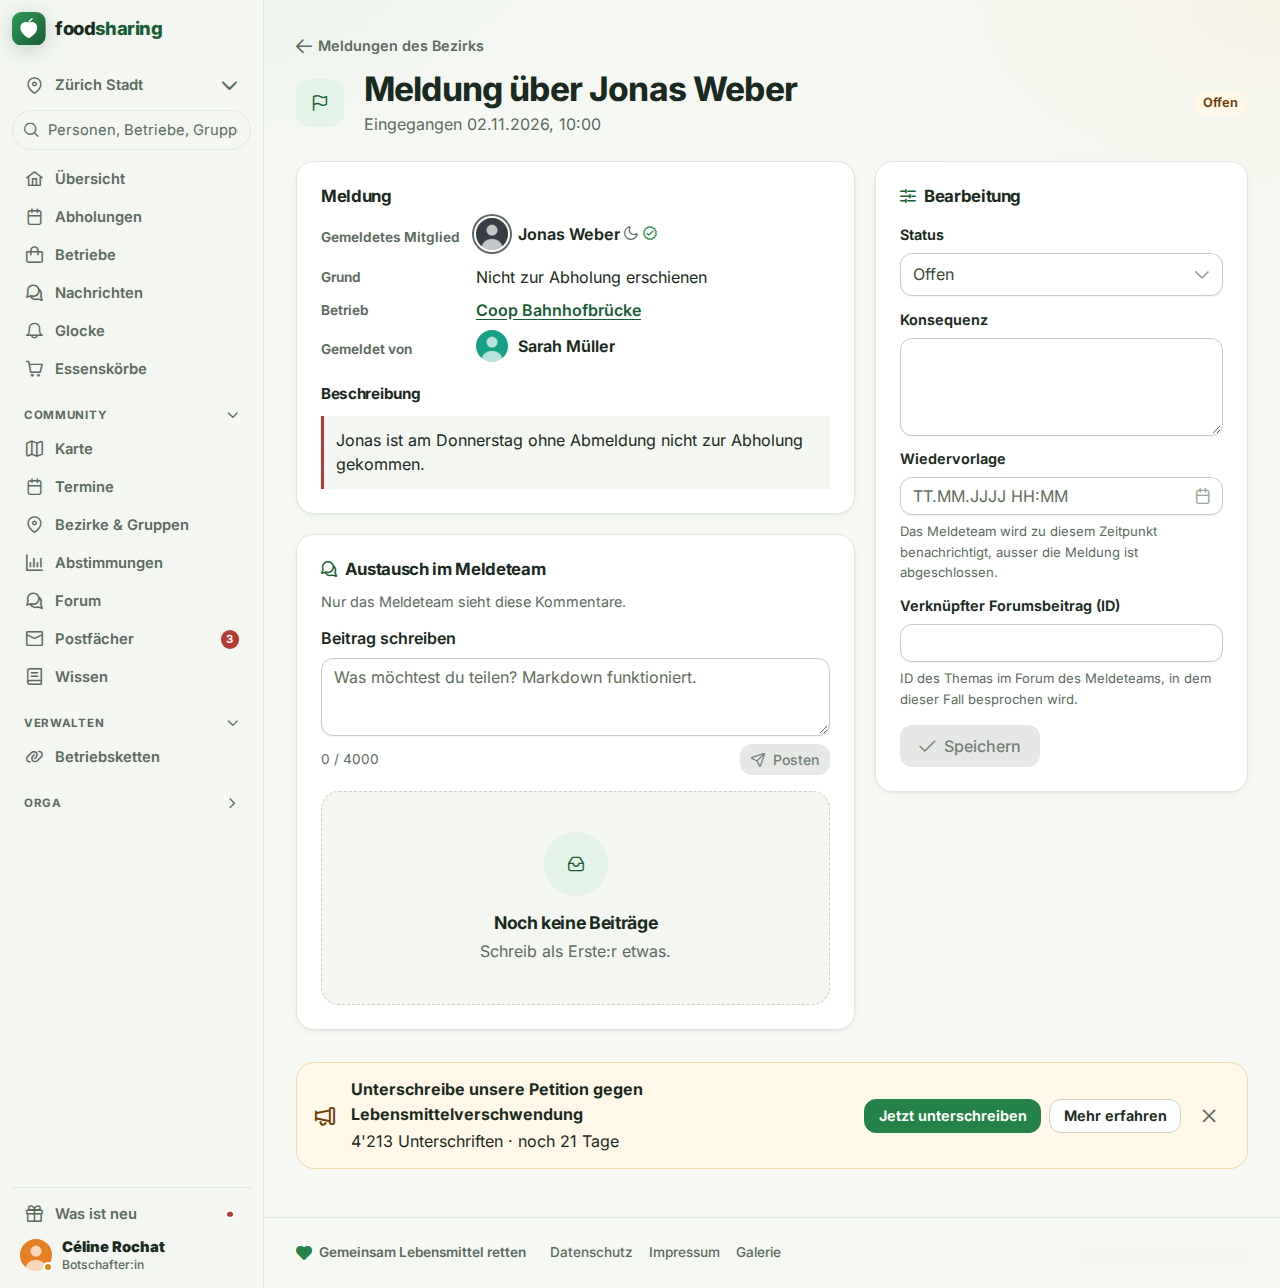 foodsharing
Zürich Stadt
Personen, Betriebe, Grupp
Übersicht
Abholungen
Betriebe
Nachrichten
Glocke
Essenskörbe
COMMUNITY
Karte
Termine
Bezirke & Gruppen
Abstimmungen
Forum
Postfächer
3
Wissen
VERWALTEN
Betriebsketten
ORGA
Was ist neu
Céline Rochat
Botschafter:in
Meldungen des Bezirks
Meldung über Jonas Weber
Eingegangen 02.11.2026, 10:00
Offen
Meldung
Gemeldetes Mitglied
Jonas Weber
Grund
Nicht zur Abholung erschienen
Betrieb
Coop Bahnhofbrücke
Gemeldet von
Sarah Müller
Beschreibung
Jonas ist am Donnerstag ohne Abmeldung nicht zur Abholung
gekommen.
Austausch im Meldeteam
Nur das Meldeteam sieht diese Kommentare.
Beitrag schreiben
Was möchtest du teilen? Markdown funktioniert.
0 / 4000
Posten
Noch keine Beiträge
Schreib als Erste:r etwas.
Bearbeitung
Status
Offen
Konsequenz
Wiedervorlage
TT.MM.JJJJ HH:MM
Das Meldeteam wird zu diesem Zeitpunkt
benachrichtigt, ausser die Meldung ist
abgeschlossen.
Verknüpfter Forumsbeitrag (ID)
ID des Themas im Forum des Meldeteams, in dem
dieser Fall besprochen wird.
Speichern
Unterschreibe unsere Petition gegen
Lebensmittelverschwendung
4'213 Unterschriften · noch 21 Tage
Jetzt unterschreiben
Mehr erfahren
Gemeinsam Lebensmittel retten
Datenschutz
Impressum
Galerie